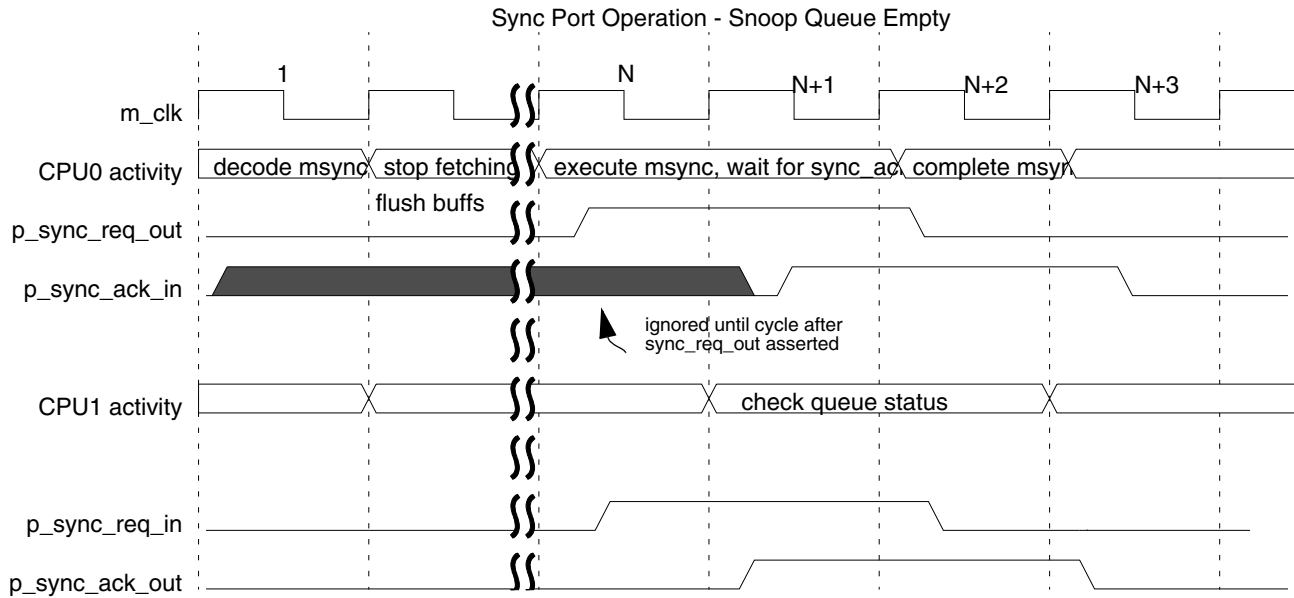 Sync Port Operation - Snoop Queue Empty
1
N
N+1
N+2
N+3
m_clk
CPU0 activity
decode msync
stop fetching
execute msync, wait for sync_ac
complete msyn
flush buffs
p_sync_req_out
p_sync_ack_in
ignored until cycle after
sync_req_out asserted
CPU1 activity
check queue status
p_sync_req_in
p_sync_ack_out